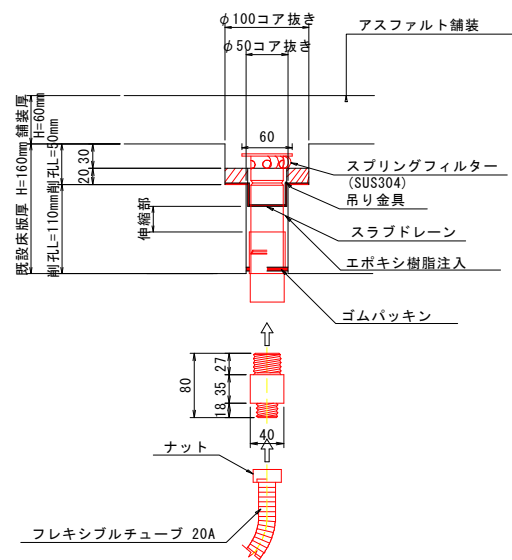 φ100コア抜き
φ50コア抜き
アスファルト舗装
舗装厚
H=60mm
既設床版厚 H=160mm
削孔L=50mm
削孔L=110mm
30
20
60
伸縮部
スプリングフィルター
(SUS304)
吊り金具
スラブドレーン
エポキシ樹脂注入
ゴムパッキン
80
27
35
18
40
ナット
フレキシブルチューブ 20A